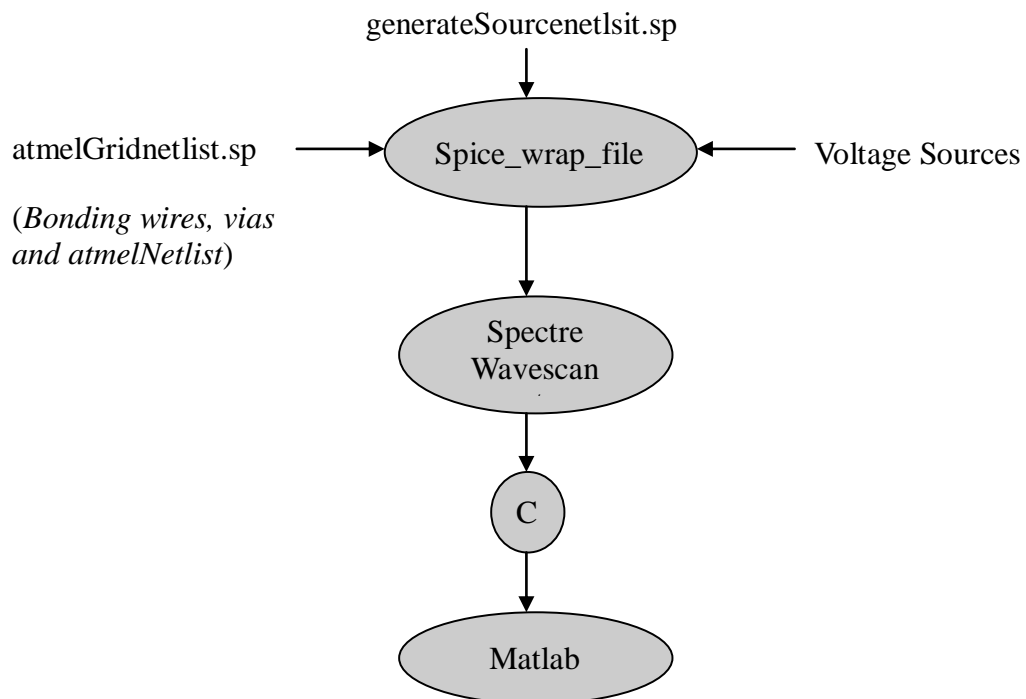 generateSourcenetlsit.sp
atmelGridnetlist.sp
Spice_wrap_file
Voltage Sources
(Bonding wires, vias
and atmelNetlist)
Spectre
Wavescan
C
Matlab